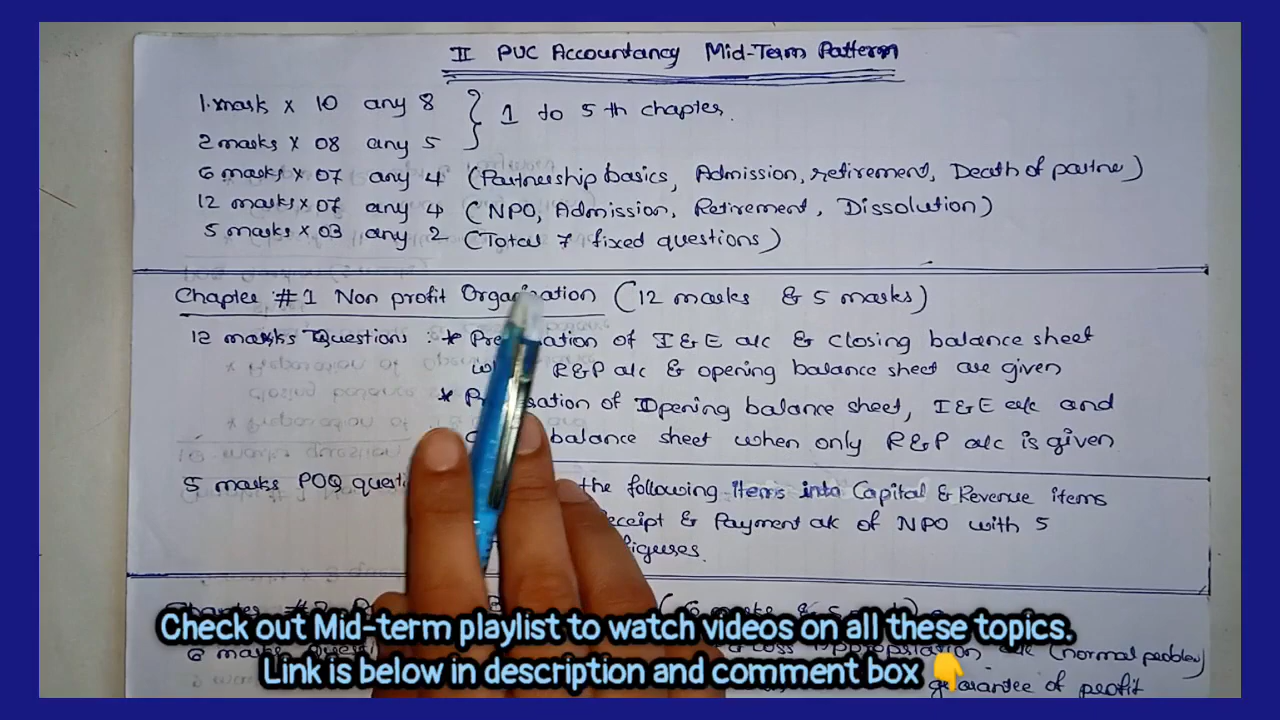 II PUC Accountancy Mid-Term Pattern
1 mark x 10 any 8
1 to 5th chapter.
2 marks x 08 any 5
6 marks x 07 any 4 (Partnership basics, Admission, retirement, Death of partner)
12 marks x 07 any 4 (NPO, Admission, Retirement, Dissolution)
5 marks x 03 any 2 (Total 7 fixed questions)
Chapter #1 Non profit Organisation (12 marks & 5 marks)
12 marks Questions : * Preparation of I&E a/c & closing balance sheet
R&P a/c & opening balance sheet are given
* Preparation of Opening balance sheet, I&E a/c and
balance sheet when only R&P a/c is given
5 marks POQ the following items into Capital & Revenue items
Receipt & Payment a/c of NPO with 5
figures.
(normal problem)
guarantee of profit
Check out Mid-term playlist to watch videos on all these topics.
Link is below in description and comment box 👇